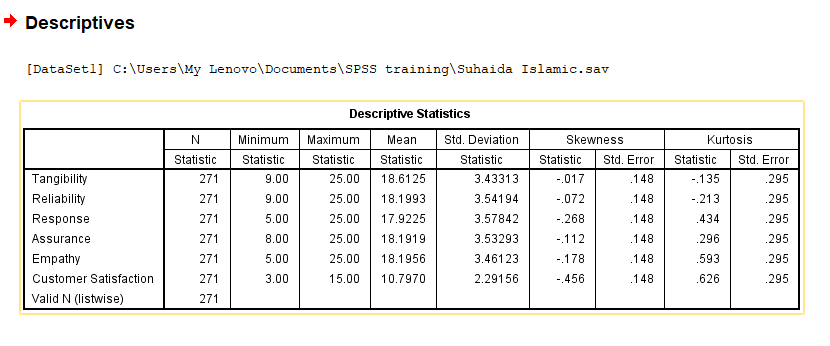 Descriptives
[DataSet1] C:\Users\My Lenovo\Documents\SPSS training\Suhaida Islamic.sav
Descriptive Statistics
N Minimum Maximum Mean Std. Deviation Skewness Kurtosis
Statistic Statistic Statistic Statistic Statistic Statistic Std. Error Statistic Std. Error
Tangibility 271 9.00 25.00 18.6125 3.43313 -.017 .148 -.135 .295
Reliability 271 9.00 25.00 18.1993 3.54194 -.072 .148 -.213 .295
Response 271 5.00 25.00 17.9225 3.57842 -.268 .148 .434 .295
Assurance 271 8.00 25.00 18.1919 3.53293 -.112 .148 .296 .295
Empathy 271 5.00 25.00 18.1956 3.46123 -.178 .148 .593 .295
Customer Satisfaction 271 3.00 15.00 10.7970 2.29156 -.456 .148 .626 .295
Valid N (listwise) 271